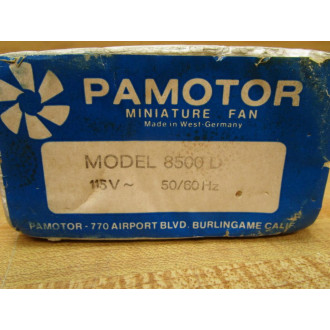 PAMOTOR
MINIATURE FAN
Made in West-Germany
MODEL 8500 D
115V ~ 50/60 Hz
PAMOTOR - 770 AIRPORT BLVD. BURLINGAME CALIF